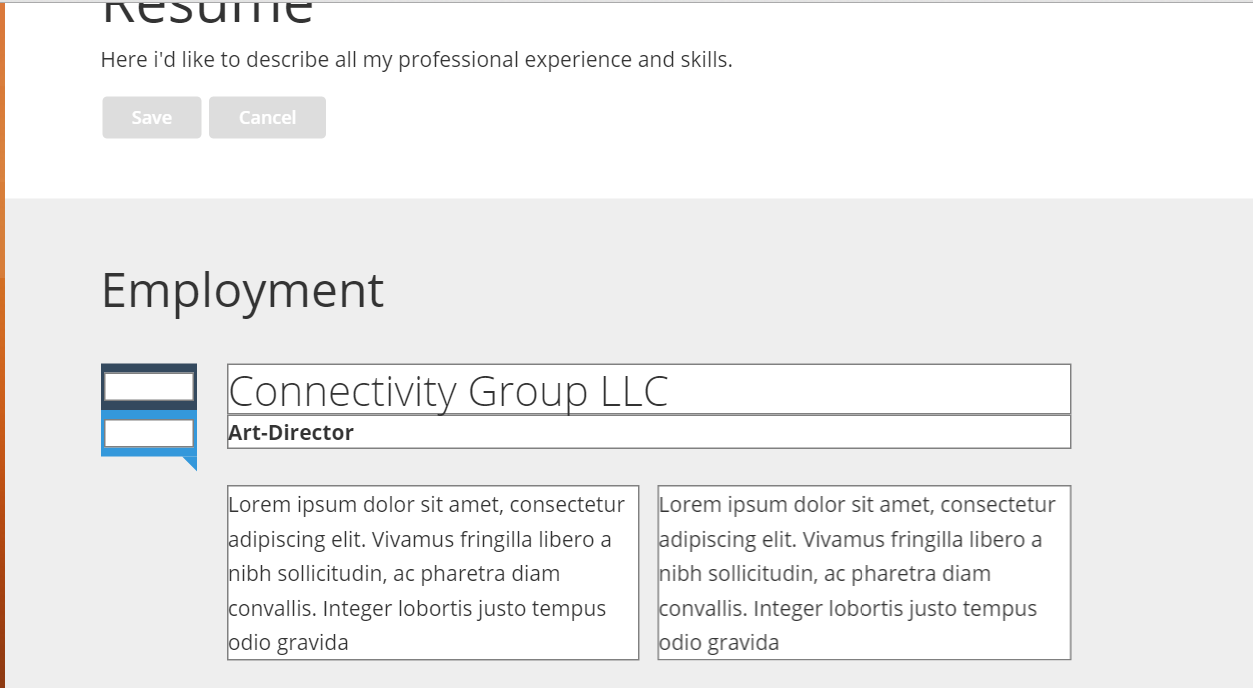 Resume
Here i'd like to describe all my professional experience and skills.
Save Cancel
Employment
Connectivity Group LLC
Art-Director
Lorem ipsum dolor sit amet, consectetur
adipiscing elit. Vivamus fringilla libero a
nibh sollicitudin, ac pharetra diam
convallis. Integer lobortis justo tempus
odio gravida
Lorem ipsum dolor sit amet, consectetur
adipiscing elit. Vivamus fringilla libero a
nibh sollicitudin, ac pharetra diam
convallis. Integer lobortis justo tempus
odio gravida